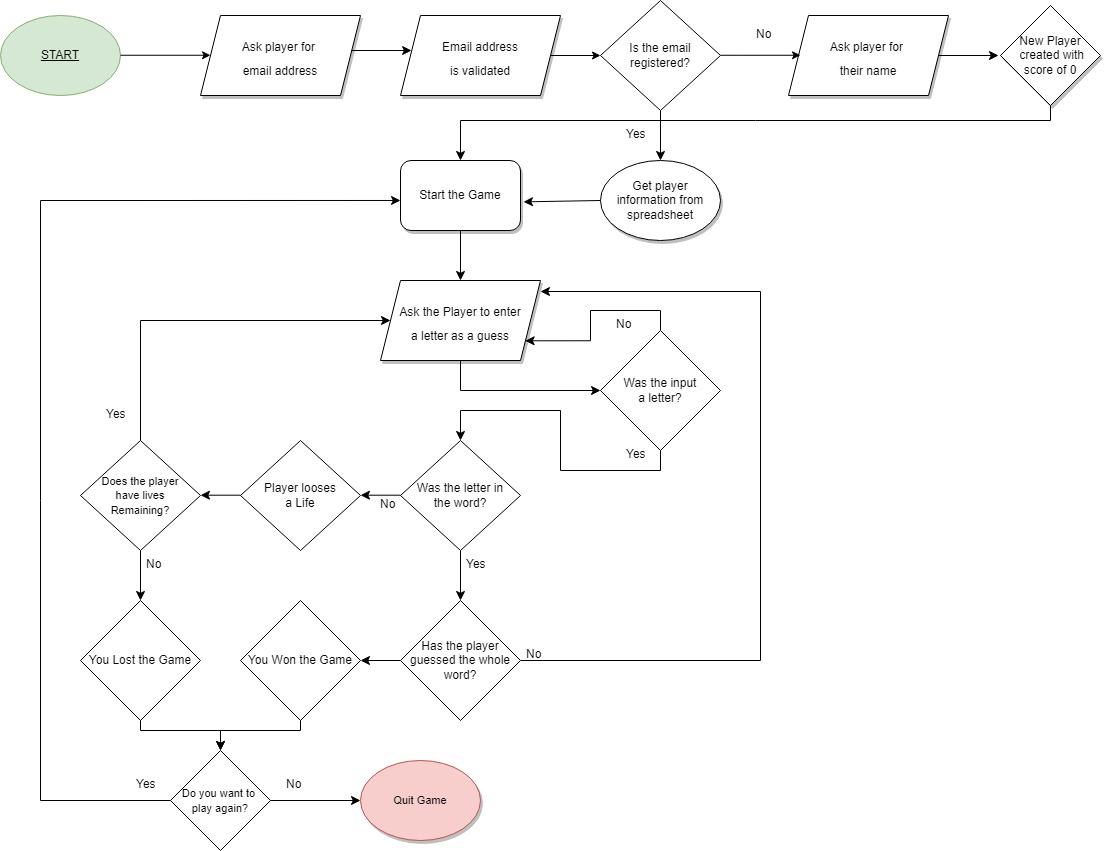 START
Ask player for
email address
Email address
is validated
Is the email
registered?
No
Ask player for
their name
New Player
created with
score of 0
Yes
Start the Game
Get player
information from
spreadsheet
Ask the Player to enter
a letter as a guess
No
Was the input
a letter?
Yes
Yes
Does the player
have lives
Remaining?
Player looses
a Life
No
Was the letter in
the word?
No
Yes
You Lost the Game
You Won the Game
Has the player
guessed the whole
word?
No
Yes
Do you want to
play again?
No
Quit Game